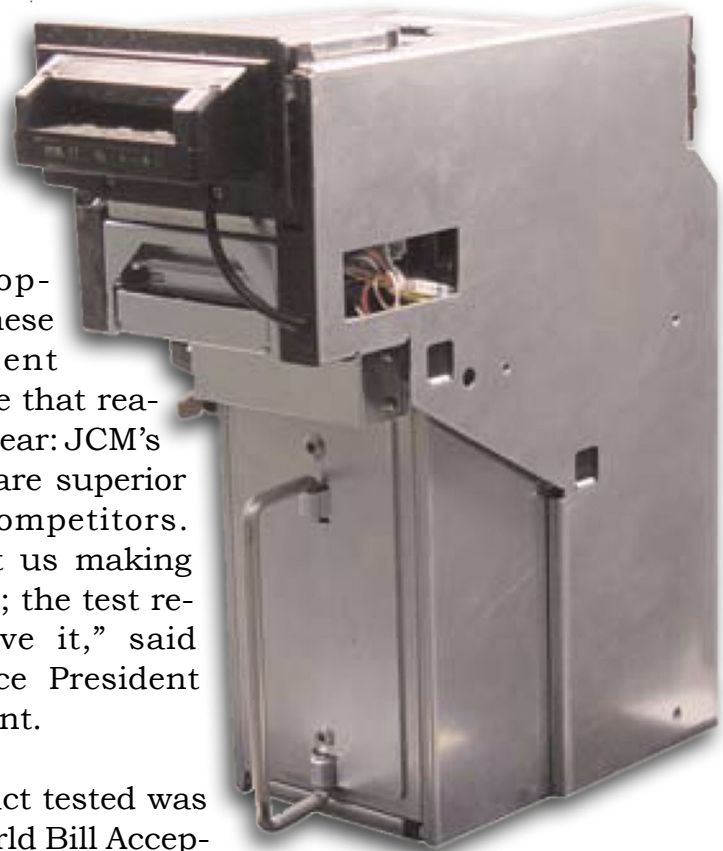 op-
hese
ent
e that rea-
ear: JCM's
are superior
ompetitors.
t us making
; the test re-
ve it,” said
ce President
nt.
ct tested was
rld Bill Accep-